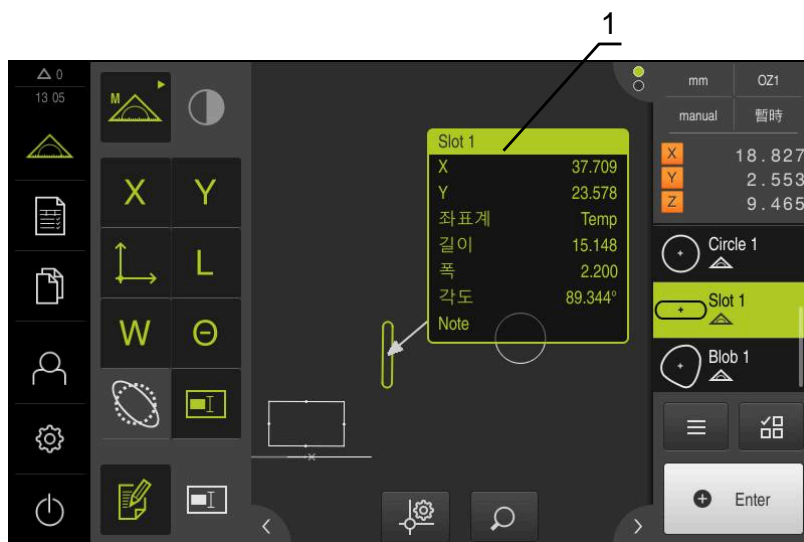 1
0
13 05
M
X
Y
L
W
Θ
Slot 1
X 37.709
Y 23.578
좌표계 Temp
길이 15.148
폭 2.200
각도 89.344°
Note
mm OZ1
manual 暫時
X 18.827
Y 2.553
Z 9.465
Circle 1
Slot 1
Blob 1
Enter